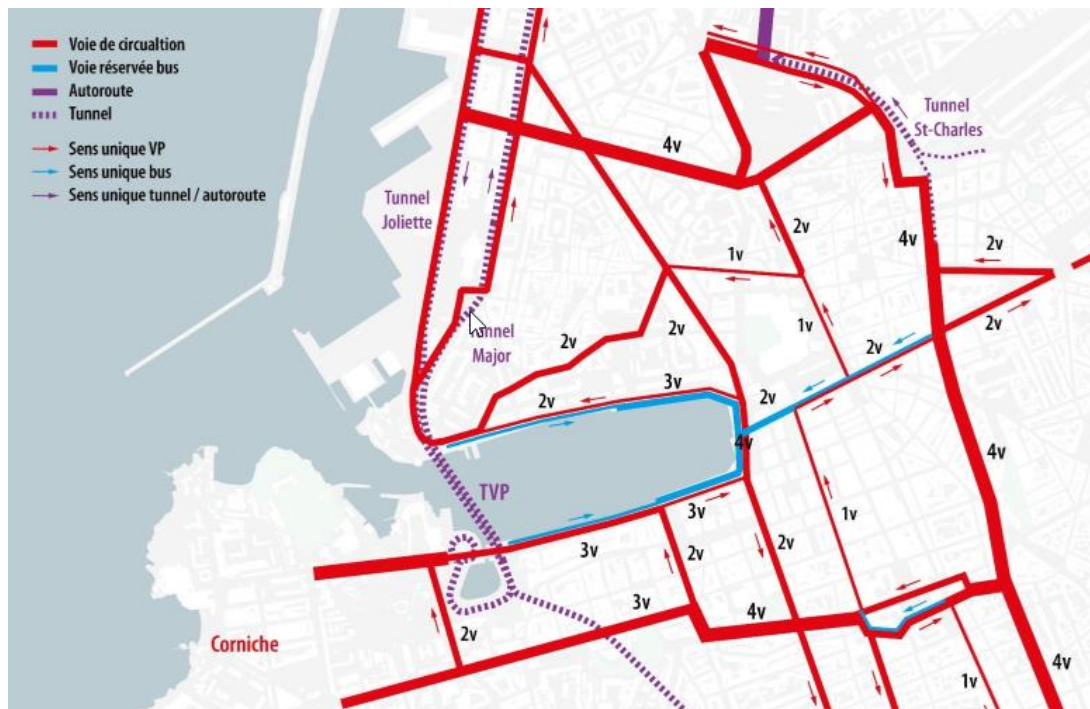 Voie de circualtion
Voie réservée bus
Autoroute
Tunnel
Sens unique VP
Sens unique bus
Sens unique tunnel / autoroute
Tunnel
St-Charles
4v
Tunnel
Joliette
2v
4v
2v
1v
Tunnel
Major
2v
2v
1v
2v
2v
3v
2v
2v
4v
4v
TVP
3v
1v
3v
2v
2v
3v
4v
2v
Corniche
4v
1v